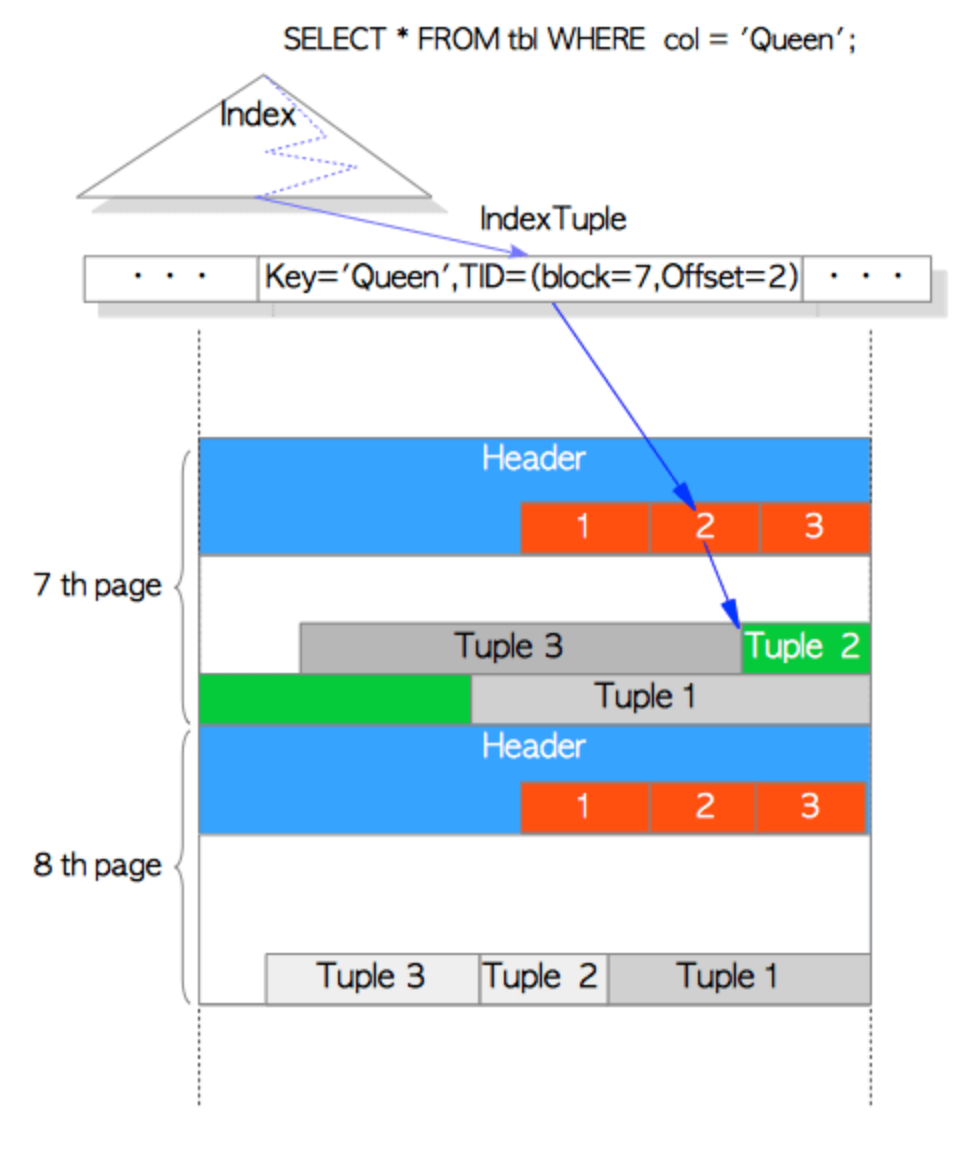 SELECT * FROM tbl WHERE col = 'Queen';
Index
IndexTuple
· · · Key='Queen',TID=(block=7,Offset=2) · · ·
Header
1 2 3
7 th page
Tuple 3 Tuple 2
Tuple 1
Header
1 2 3
8 th page
Tuple 3 Tuple 2 Tuple 1